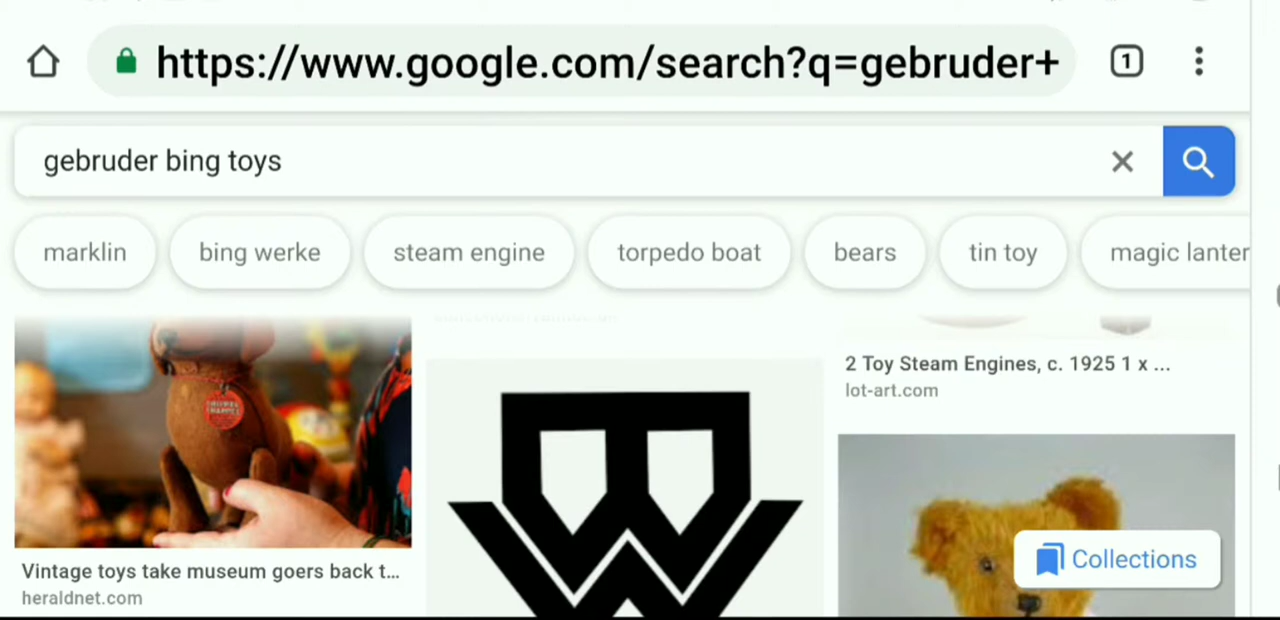 https://www.google.com/search?q=gebruder+
1
gebruder bing toys
marklin
bing werke
steam engine
torpedo boat
bears
tin toy
magic lanter
2 Toy Steam Engines, c. 1925 1 x ...
lot-art.com
Collections
Vintage toys take museum goers back t...
heraldnet.com